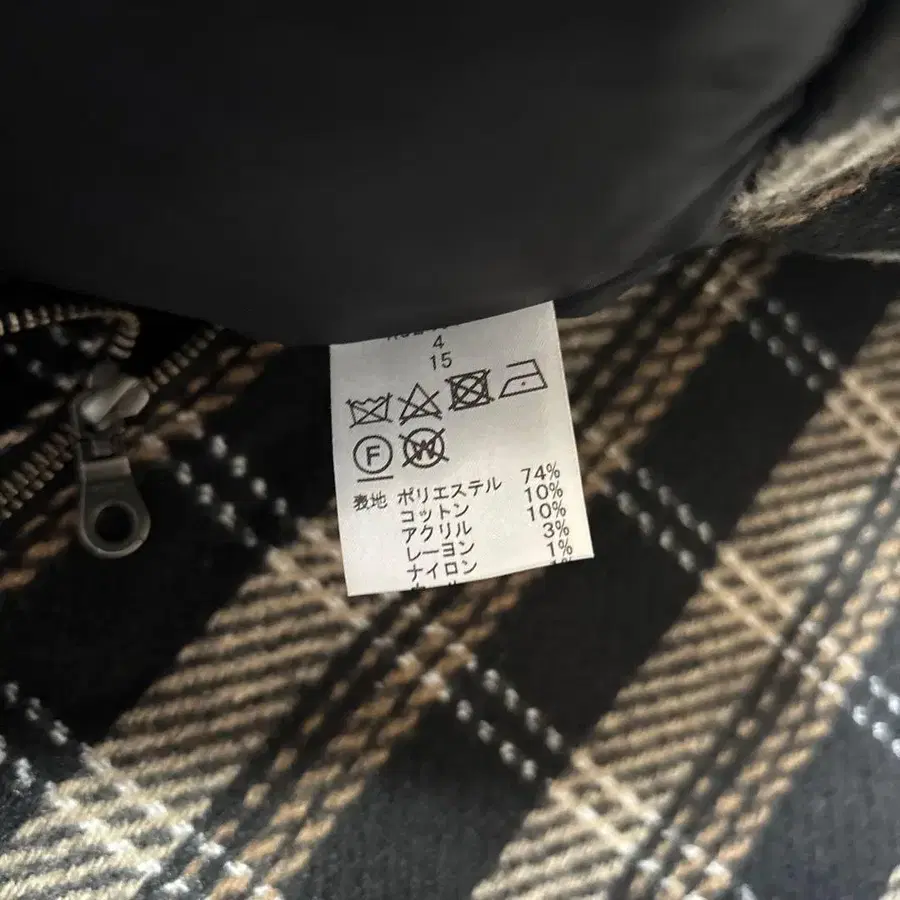 4
15
F
W
表地 ポリエステル 74%
コットン 10%
アクリル 10%
レーヨン 3%
ナイロン 1%